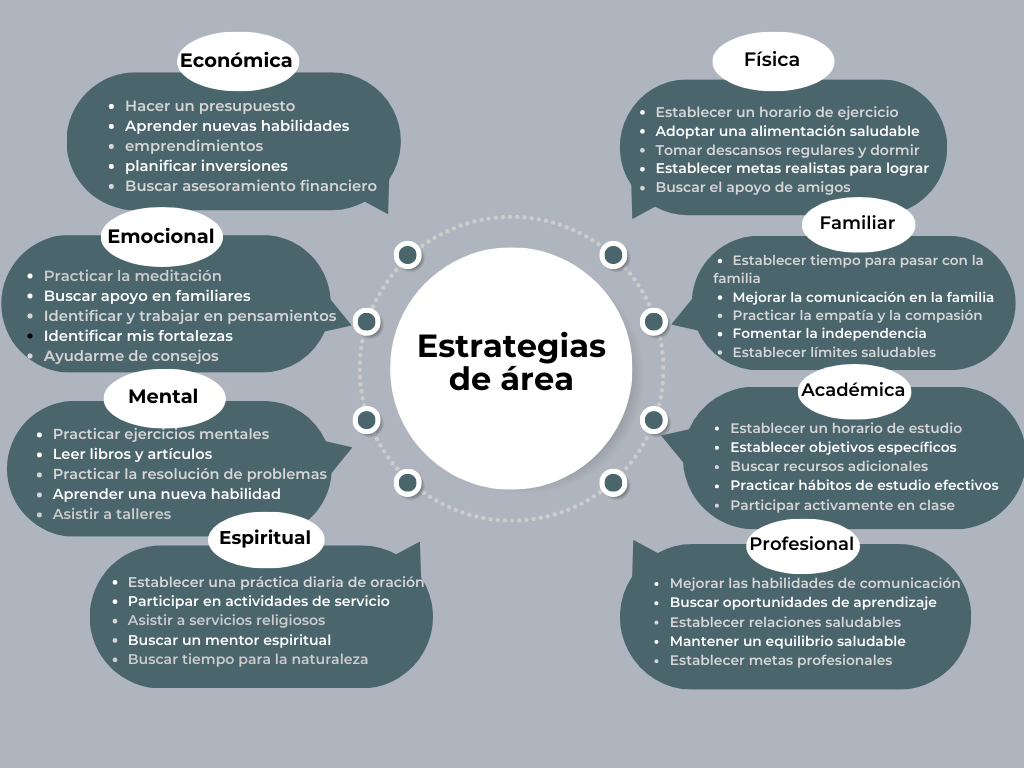 Económica
• Hacer un presupuesto
• Aprender nuevas habilidades
• emprendimientos
• planificar inversiones
• Buscar asesoramiento financiero
Emocional
• Practicar la meditación
• Buscar apoyo en familiares
• Identificar y trabajar en pensamientos
• Identificar mis fortalezas
• Ayudarme de consejos
Mental
• Practicar ejercicios mentales
• Leer libros y artículos
• Practicar la resolución de problemas
• Aprender una nueva habilidad
• Asistir a talleres
Espiritual
• Establecer una práctica diaria de oración
• Participar en actividades de servicio
• Asistir a servicios religiosos
• Buscar un mentor espiritual
• Buscar tiempo para la naturaleza
Estrategias
de área
Física
• Establecer un horario de ejercicio
• Adoptar una alimentación saludable
• Tomar descansos regulares y dormir
• Establecer metas realistas para lograr
• Buscar el apoyo de amigos
Familiar
• Establecer tiempo para pasar con la
familia
• Mejorar la comunicación en la familia
• Practicar la empatía y la compasión
• Fomentar la independencia
• Establecer límites saludables
Académica
• Establecer un horario de estudio
• Establecer objetivos específicos
• Buscar recursos adicionales
• Practicar hábitos de estudio efectivos
• Participar activamente en clase
Profesional
• Mejorar las habilidades de comunicación
• Buscar oportunidades de aprendizaje
• Establecer relaciones saludables
• Mantener un equilibrio saludable
• Establecer metas profesionales